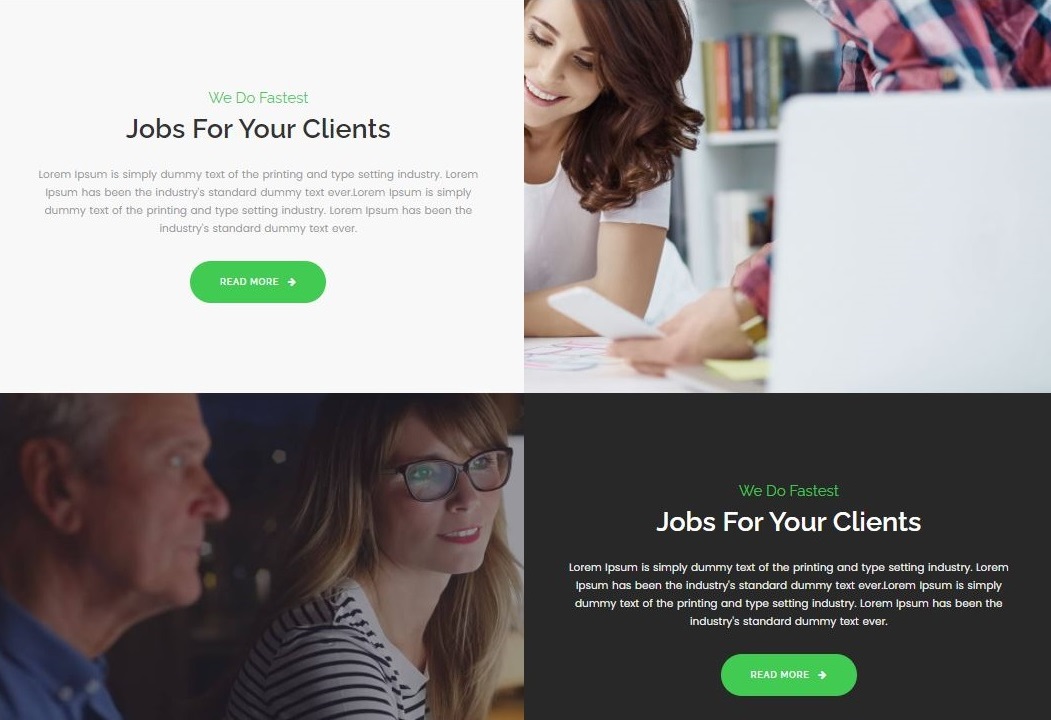 We Do Fastest
Jobs For Your Clients
Lorem Ipsum is simply dummy text of the printing and type setting industry. Lorem
Ipsum has been the industry's standard dummy text ever.Lorem Ipsum is simply
dummy text of the printing and type setting industry. Lorem Ipsum has been the
industry's standard dummy text ever.
READ MORE
We Do Fastest
Jobs For Your Clients
Lorem Ipsum is simply dummy text of the printing and type setting industry. Lorem
Ipsum has been the industry's standard dummy text ever.Lorem Ipsum is simply
dummy text of the printing and type setting industry. Lorem Ipsum has been the
industry's standard dummy text ever.
READ MORE